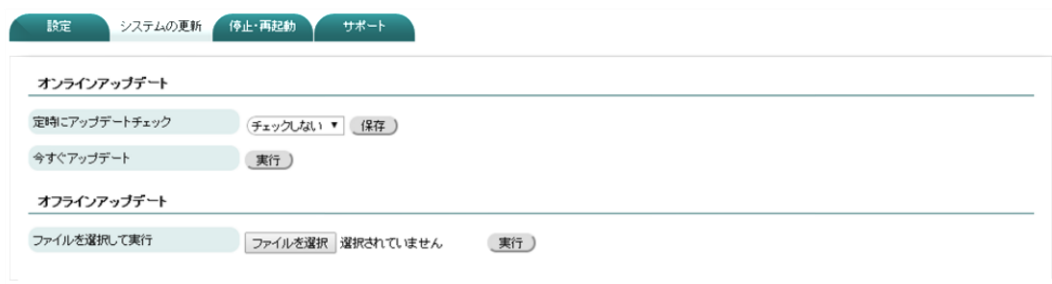 設定 システムの更新 停止・再起動 サポート
オンラインアップデート
定時にアップデートチェック チェックしない ▼ 保存
今すぐアップデート 実行
オフラインアップデート
ファイルを選択して実行 ファイルを選択 選択されていません 実行